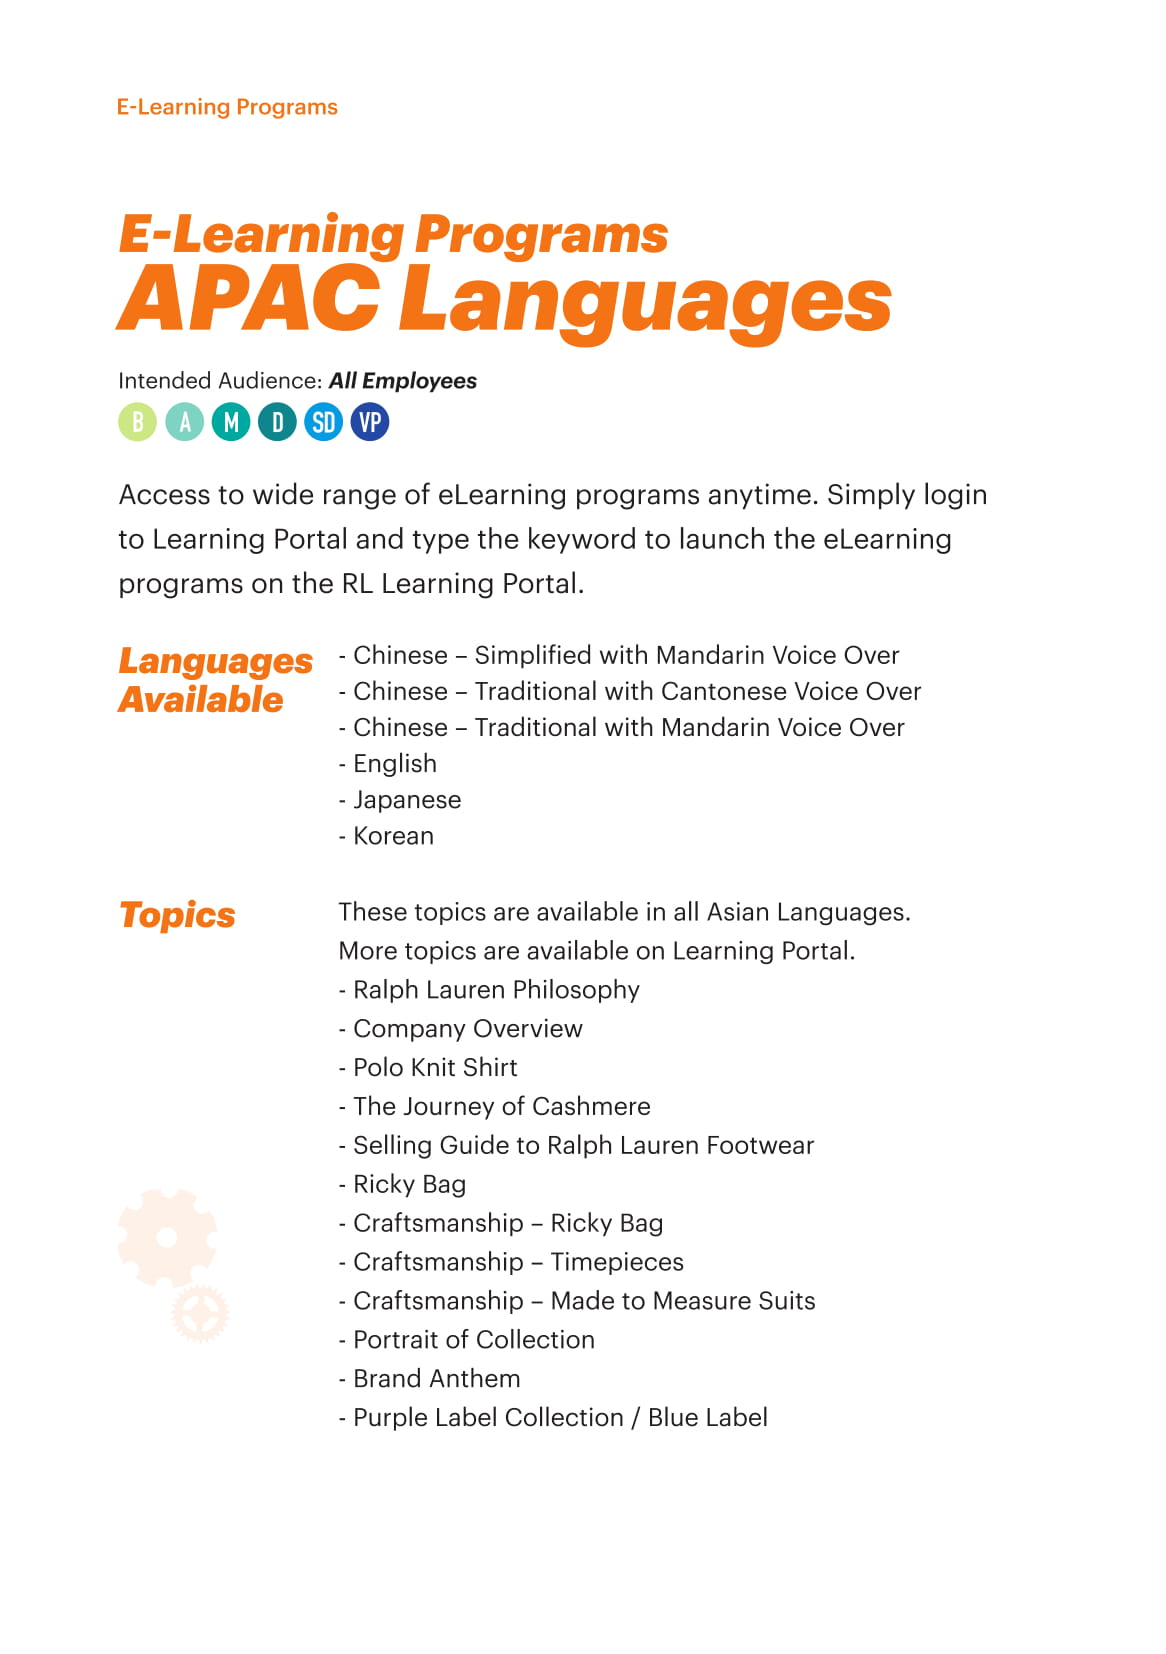 E-Learning Programs
E-Learning Programs
APAC Languages
Intended Audience: All Employees
B A M D SD VP
Access to wide range of eLearning programs anytime. Simply login
to Learning Portal and type the keyword to launch the eLearning
programs on the RL Learning Portal.
Languages
Available
- Chinese – Simplified with Mandarin Voice Over
- Chinese – Traditional with Cantonese Voice Over
- Chinese – Traditional with Mandarin Voice Over
- English
- Japanese
- Korean
Topics
These topics are available in all Asian Languages.
More topics are available on Learning Portal.
- Ralph Lauren Philosophy
- Company Overview
- Polo Knit Shirt
- The Journey of Cashmere
- Selling Guide to Ralph Lauren Footwear
- Ricky Bag
- Craftsmanship – Ricky Bag
- Craftsmanship – Timepieces
- Craftsmanship – Made to Measure Suits
- Portrait of Collection
- Brand Anthem
- Purple Label Collection / Blue Label